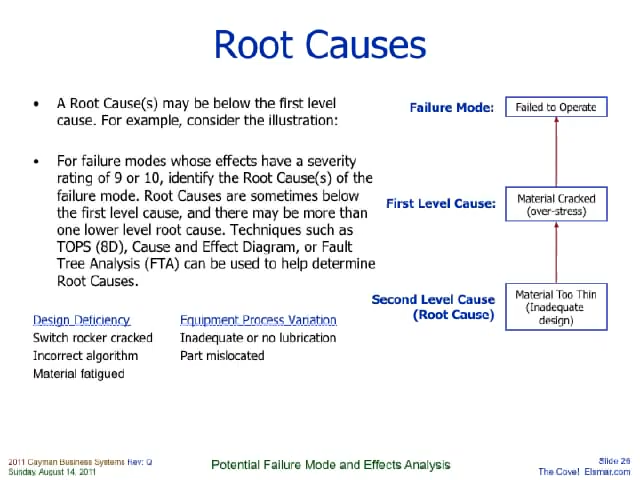 Root Causes
• A Root Cause(s) may be below the first level
cause. For example, consider the illustration:
• For failure modes whose effects have a severity
rating of 9 or 10, identify the Root Cause(s) of the
failure mode. Root Causes are sometimes below
the first level cause, and there may be more than
one lower level root cause. Techniques such as
TOPS (8D), Cause and Effect Diagram, or Fault
Tree Analysis (FTA) can be used to help determine
Root Causes.
Design Deficiency
Switch rocker cracked
Incorrect algorithm
Material fatigued
Equipment Process Variation
Inadequate or no lubrication
Part mislocated
Failure Mode:
Failed to Operate
First Level Cause:
Material Cracked
(over-stress)
Second Level Cause
(Root Cause)
Material Too Thin
(Inadequate
design)
2011 Cayman Business Systems Rev: Q
Sunday, August 14, 2011
Potential Failure Mode and Effects Analysis
Slide 26
The Cove! Elsmar.com